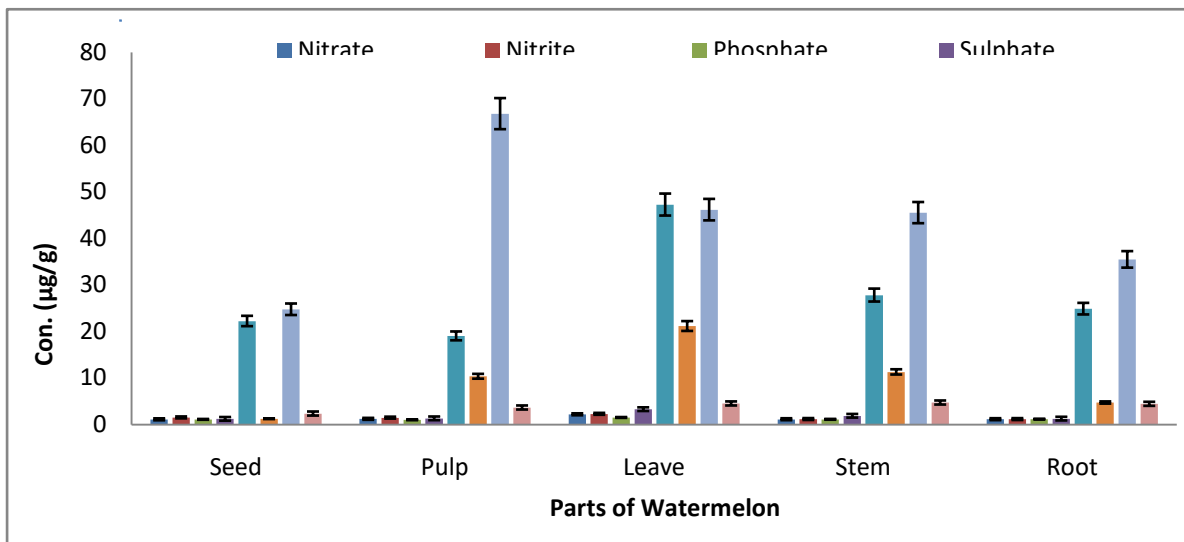 Nitrate Nitrite Phosphate Sulphate
80
70
60
50
40
30
20
10
0
Con. (µg/g)
Seed Pulp Leave Stem Root
Parts of Watermelon